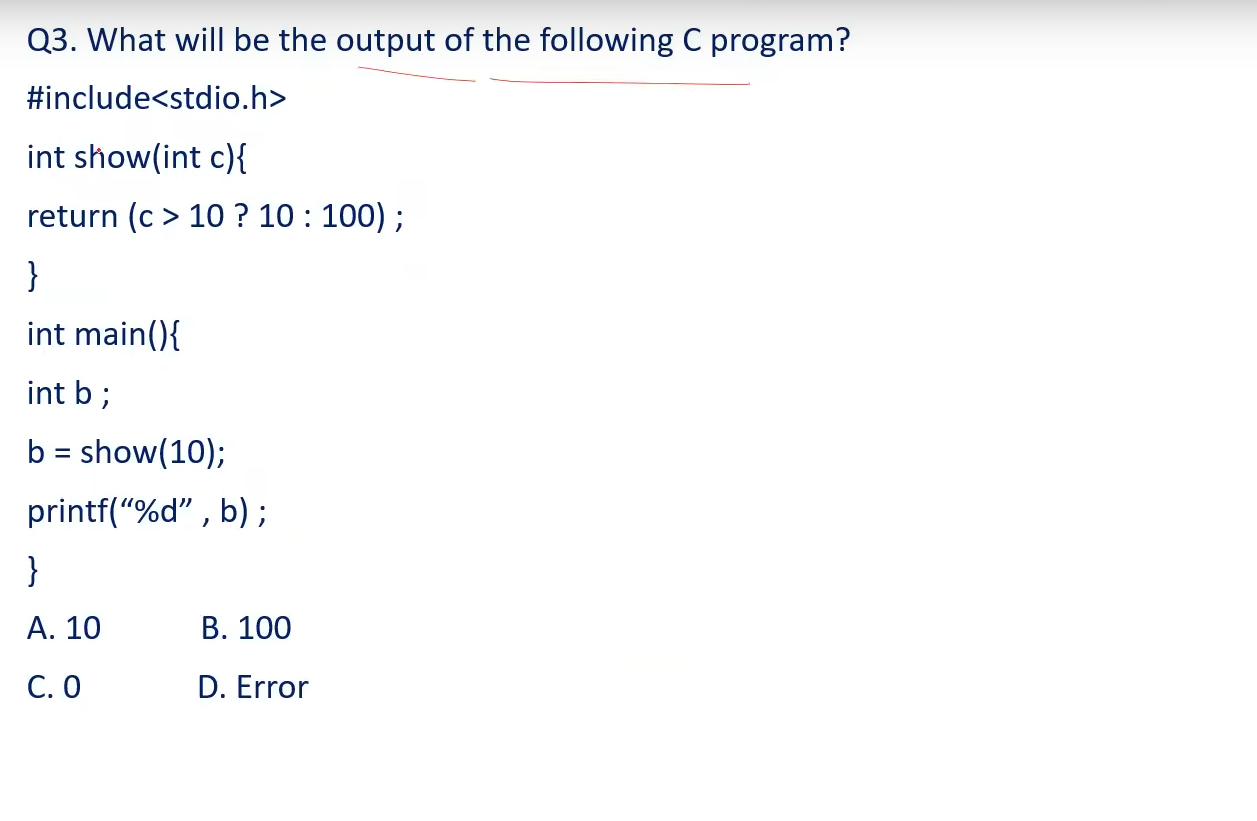 Q3. What will be the output of the following C program?
#include<stdio.h>
int show(int c){
return (c > 10 ? 10 : 100) ;
}
int main(){
int b ;
b = show(10);
printf(“%d” , b) ;
}
A. 10 B. 100
C. 0 D. Error